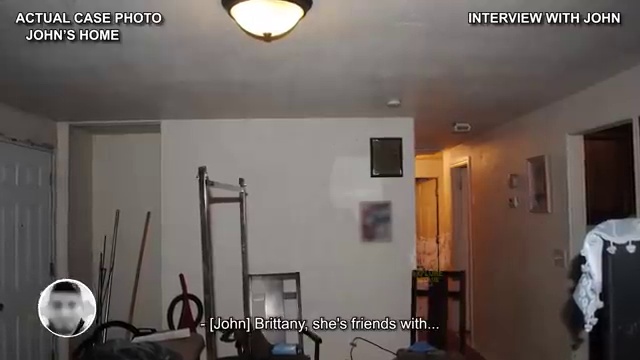 ACTUAL CASE PHOTO
JOHN'S HOME
INTERVIEW WITH JOHN
- [John] Brittany, she's friends with...